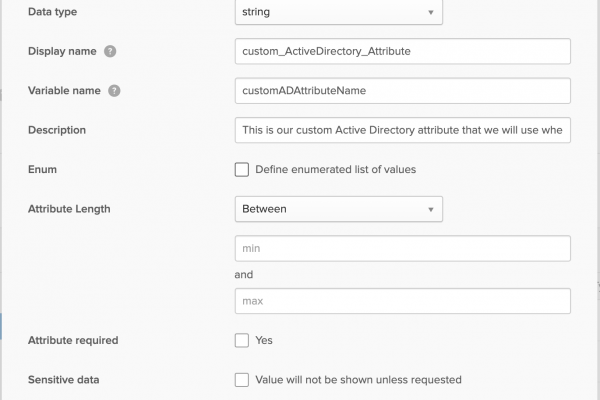 Data type string
Display name ? custom_ActiveDirectory_Attribute
Variable name ? customADAttributeName
Description This is our custom Active Directory attribute that we will use whe
Enum Define enumerated list of values
Attribute Length Between
min
and
max
Attribute required Yes
Sensitive data Value will not be shown unless requested